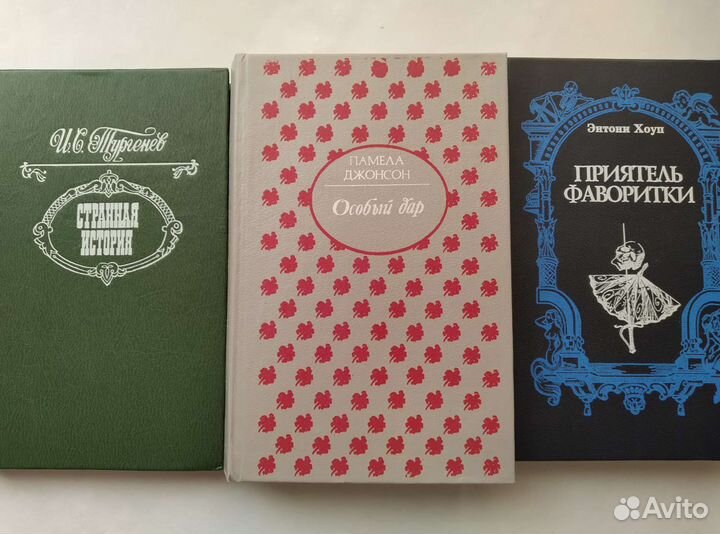 И.С. Тургенев
СТРАННАЯ
ИСТОРИЯ
ПАМЕЛА
ДЖОНСОН
Особый дар
Энтони Хоуп
ПРИЯТЕЛЬ
ФАВОРИТКИ
Avito